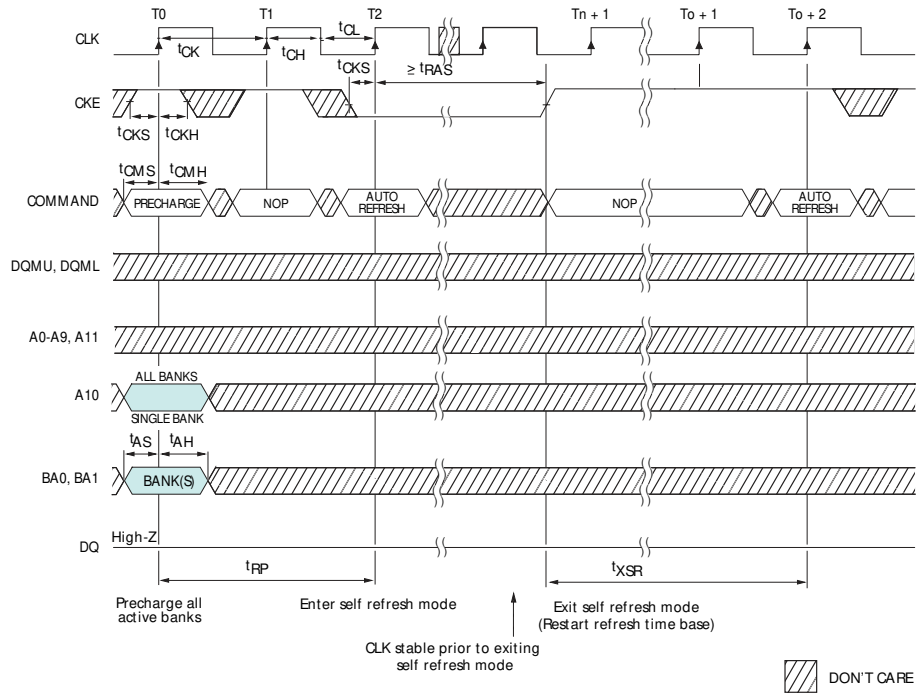 T0 T1 T2 Tn + 1 To + 1 To + 2
CLK
tCK tCH tCL
tCKS ≥ tRAS
CKE
tCKS tCKH
tCMS tCMH
COMMAND PRECHARGE NOP AUTO REFRESH NOP AUTO REFRESH
DQMU, DQML
A0-A9, A11
ALL BANKS
A10
SINGLE BANK
tAS tAH
BA0, BA1 BANK(S)
High-Z
DQ
tRP tXSR
Precharge all
active banks
Enter self refresh mode
Exit self refresh mode
(Restart refresh time base)
CLK stable prior to exiting
self refresh mode
DON'T CARE